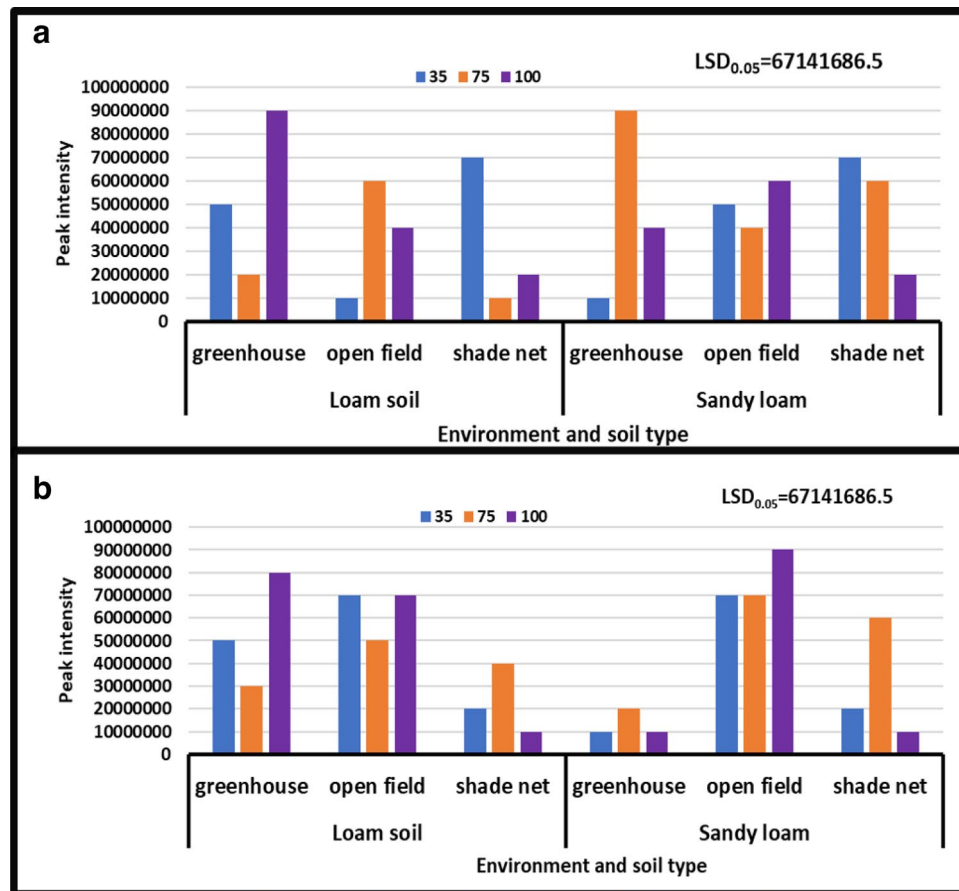 a
LSD0.05=67141686.5
35 75 100
Peak intensity
100000000
90000000
80000000
70000000
60000000
50000000
40000000
30000000
20000000
10000000
0
greenhouse open field shade net greenhouse open field shade net
Loam soil Sandy loam
Environment and soil type
b
LSD0.05=67141686.5
35 75 100
Peak intensity
100000000
90000000
80000000
70000000
60000000
50000000
40000000
30000000
20000000
10000000
0
greenhouse open field shade net greenhouse open field shade net
Loam soil Sandy loam
Environment and soil type